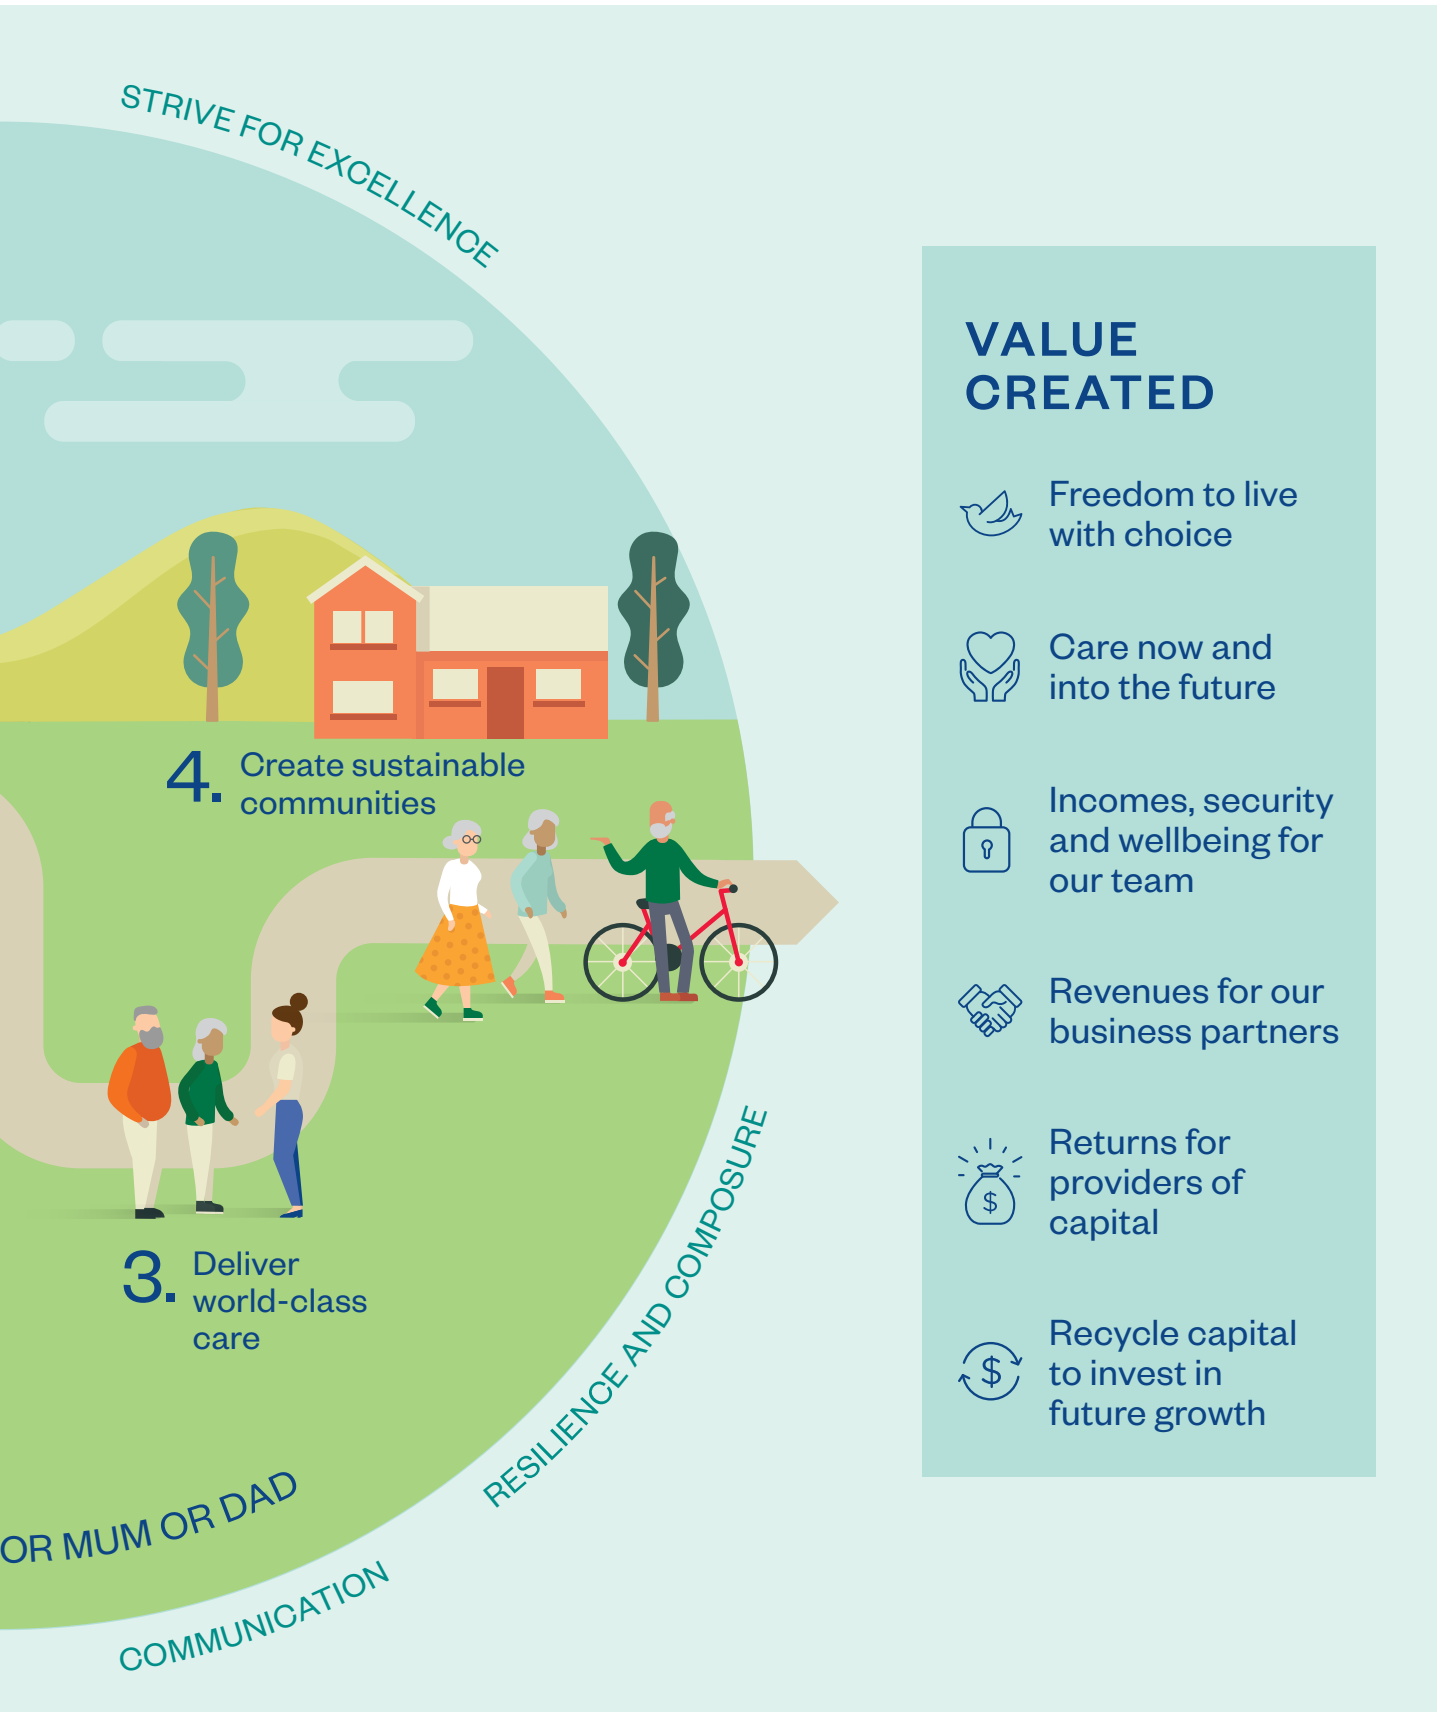 STRIVE FOR EXCELLENCE
4. Create sustainable
communities
3. Deliver
world-class
care
OR MUM OR DAD
RESILIENCE AND COMPOSURE
COMMUNICATION
VALUE
CREATED
Freedom to live
with choice
Care now and
into the future
Incomes, security
and wellbeing for
our team
Revenues for our
business partners
$
Returns for
providers of
capital
$
Recycle capital
to invest in
future growth